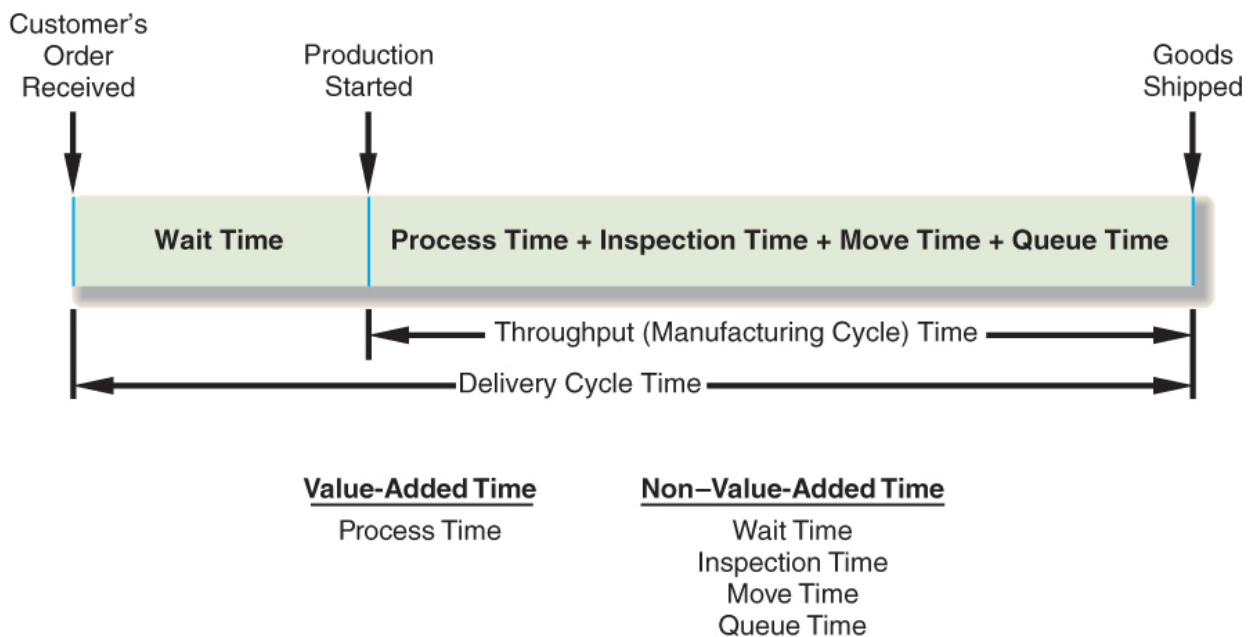 Customer's
Order
Received
Production
Started
Goods
Shipped
Wait Time
Process Time + Inspection Time + Move Time + Queue Time
Throughput (Manufacturing Cycle) Time
Delivery Cycle Time
Value-Added Time
Process Time
Non–Value-Added Time
Wait Time
Inspection Time
Move Time
Queue Time